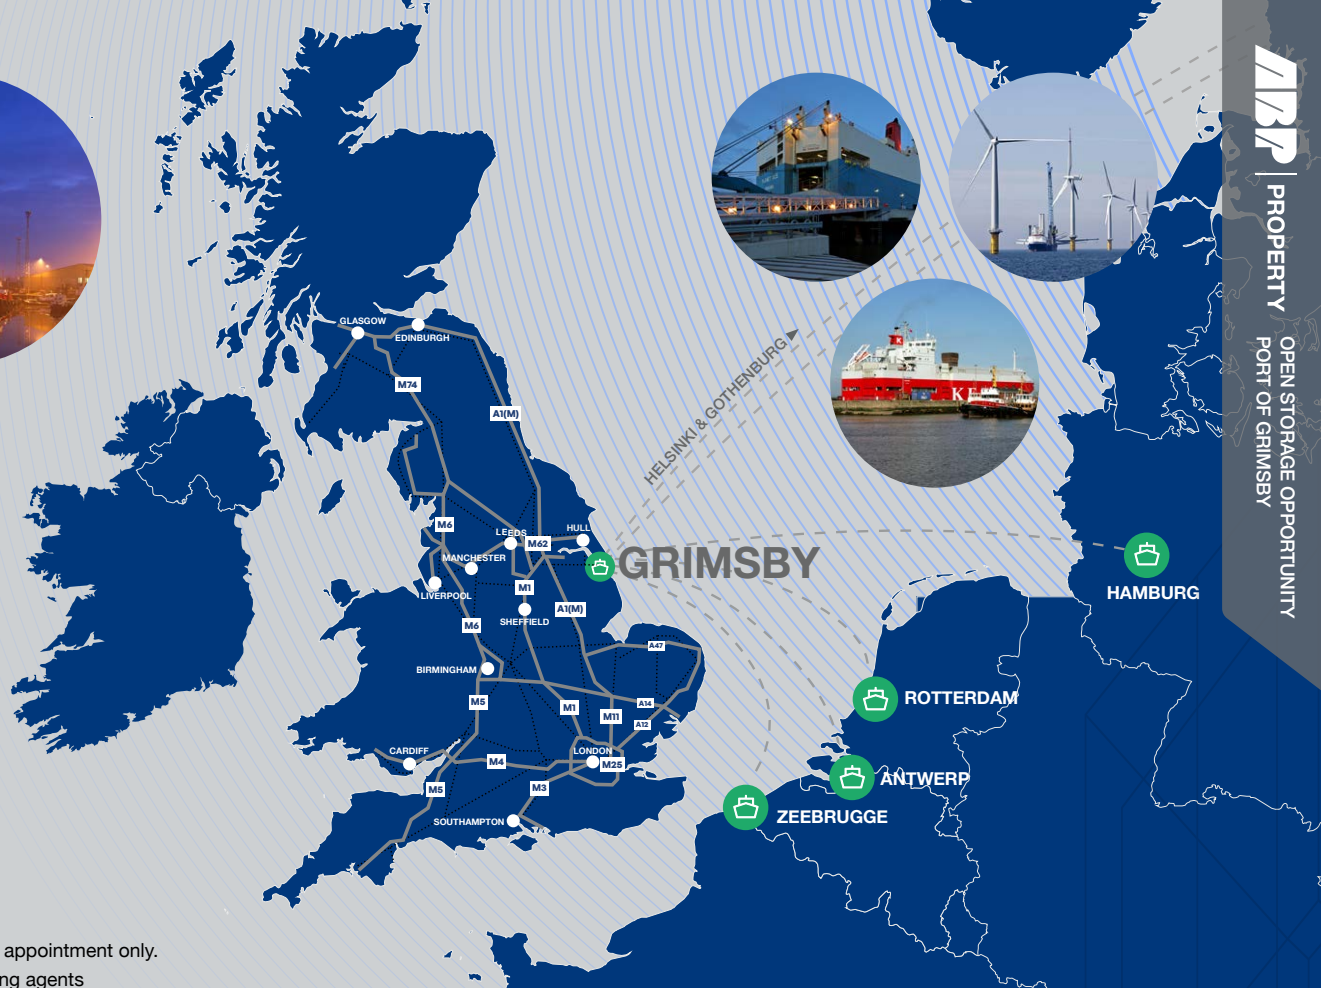 GLASGOW
EDINBURGH
M74
A1(M)
M6
LEEDS
HULL
M62
MANCHESTER
LIVERPOOL
M1
A1(M)
SHEFFIELD
M6
A47
BIRMINGHAM
M5
M1
A14
M11
A12
CARDIFF
LONDON
M4
M25
M5
M3
SOUTHAMPTON
HELSINKI & GOTHENBURG
GRIMSBY
HAMBURG
ROTTERDAM
ANTWERP
ZEEBRUGGE
ABP PROPERTY
OPEN STORAGE OPPORTUNITY
PORT OF GRIMSBY
K
appointment only.
ng agents